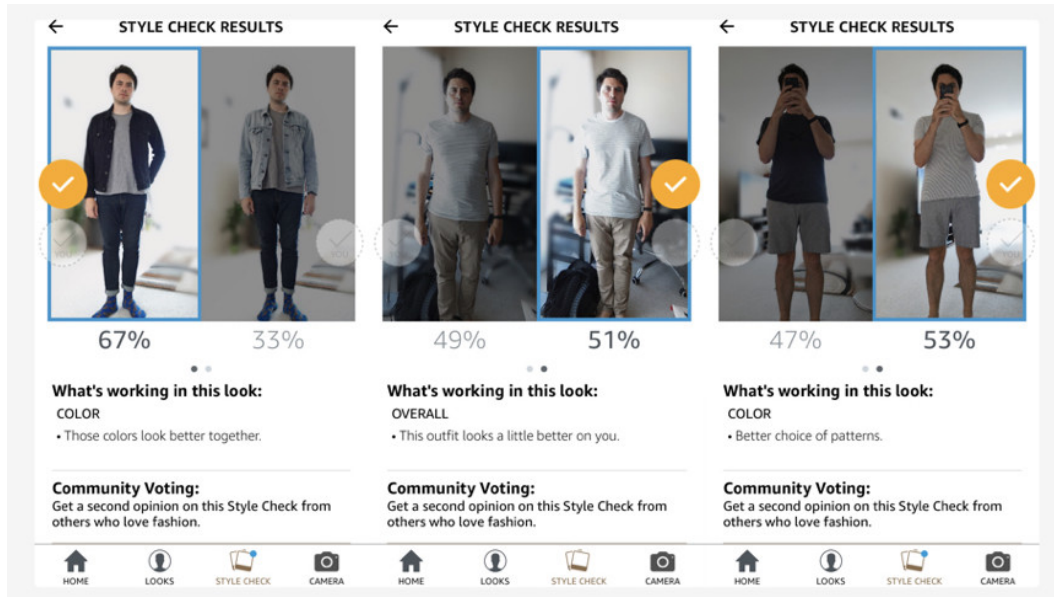 STYLE CHECK RESULTS
67%
33%
What's working in this look:
COLOR
• Those colors look better together.
Community Voting:
Get a second opinion on this Style Check from
others who love fashion.
HOME
LOOKS
STYLE CHECK
CAMERA
STYLE CHECK RESULTS
49%
51%
What's working in this look:
OVERALL
• This outfit looks a little better on you.
Community Voting:
Get a second opinion on this Style Check from
others who love fashion.
HOME
LOOKS
STYLE CHECK
CAMERA
STYLE CHECK RESULTS
47%
53%
What's working in this look:
COLOR
• Better choice of patterns.
Community Voting:
Get a second opinion on this Style Check from
others who love fashion.
HOME
LOOKS
STYLE CHECK
CAMERA